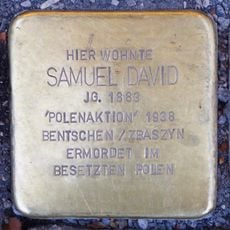 HIER WOHNTE
SAMUEL DAVID
JG. 1883
'POLENAKTION' 1938
BENTSCHEN / ZBASZYN
ERMORDET IM
BESETZTEN POLEN